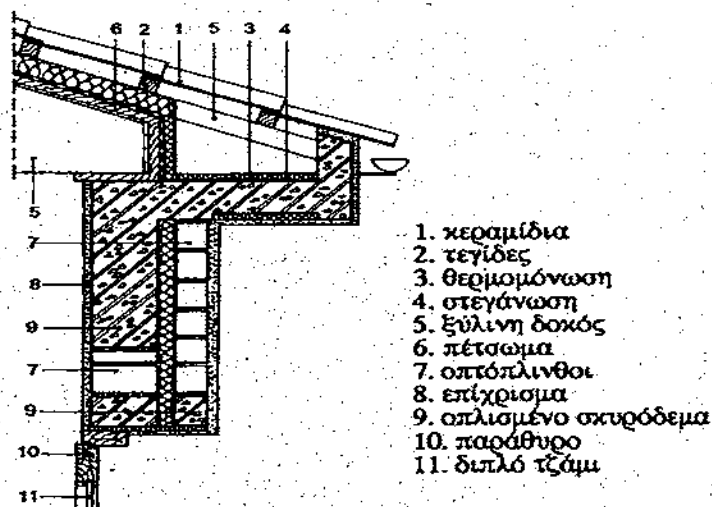 6 2 1 5 3 4
5
7
8
9
7
9
10
11
1. κεραμίδια
2. τεγίδες
3. θερμομόνωση
4. στεγάνωση
5. ξύλινη δοκός
6. πέτσωμα
7. οπτόπλινθοι
8. επίχρισμα
9. οπλισμένο σκυρόδεμα
10. παράθυρο
11. διπλό τζάμι